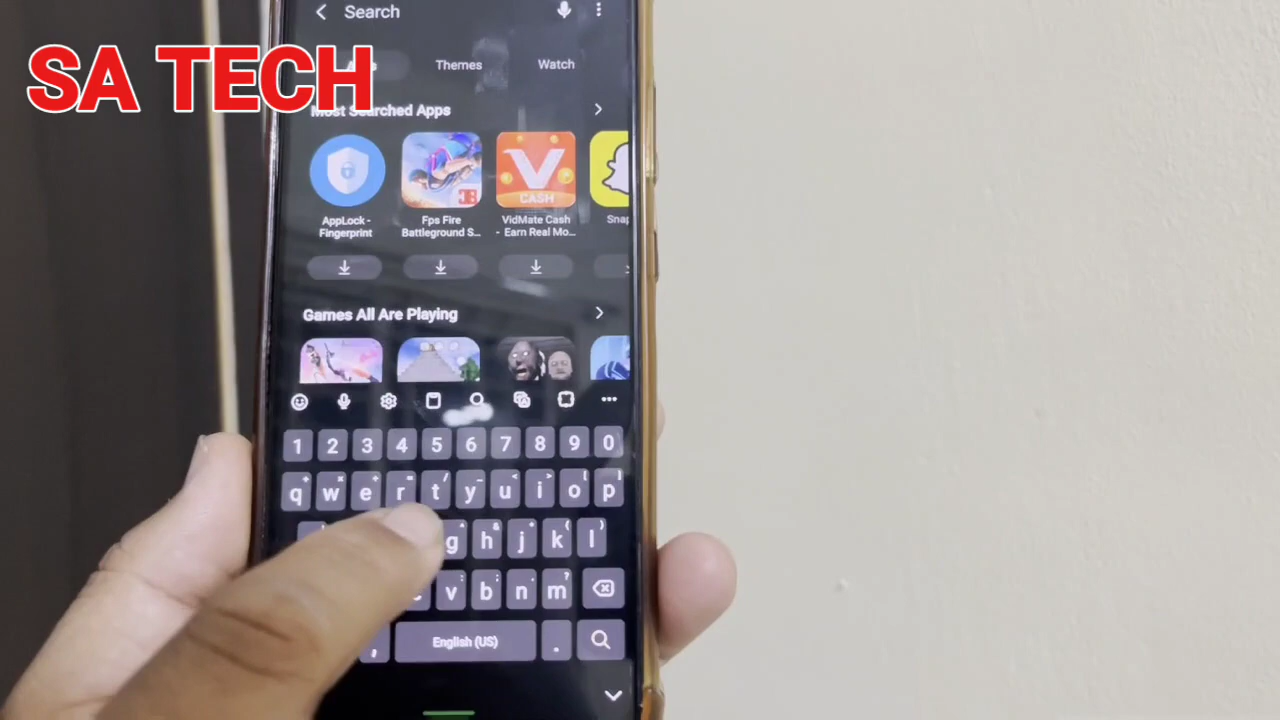 Search
SA TECH
Themes
Watch
Most Searched Apps
V
CASH
AppLock -
Fingerprint
Fps Fire
Battleground S...
VidMate Cash
- Earn Real Mo...
Games All Are Playing
1 2 3 4 5 6 7 8 9 0
q w e r t y u i o p
g h j k l
v b n m
, English (US) .